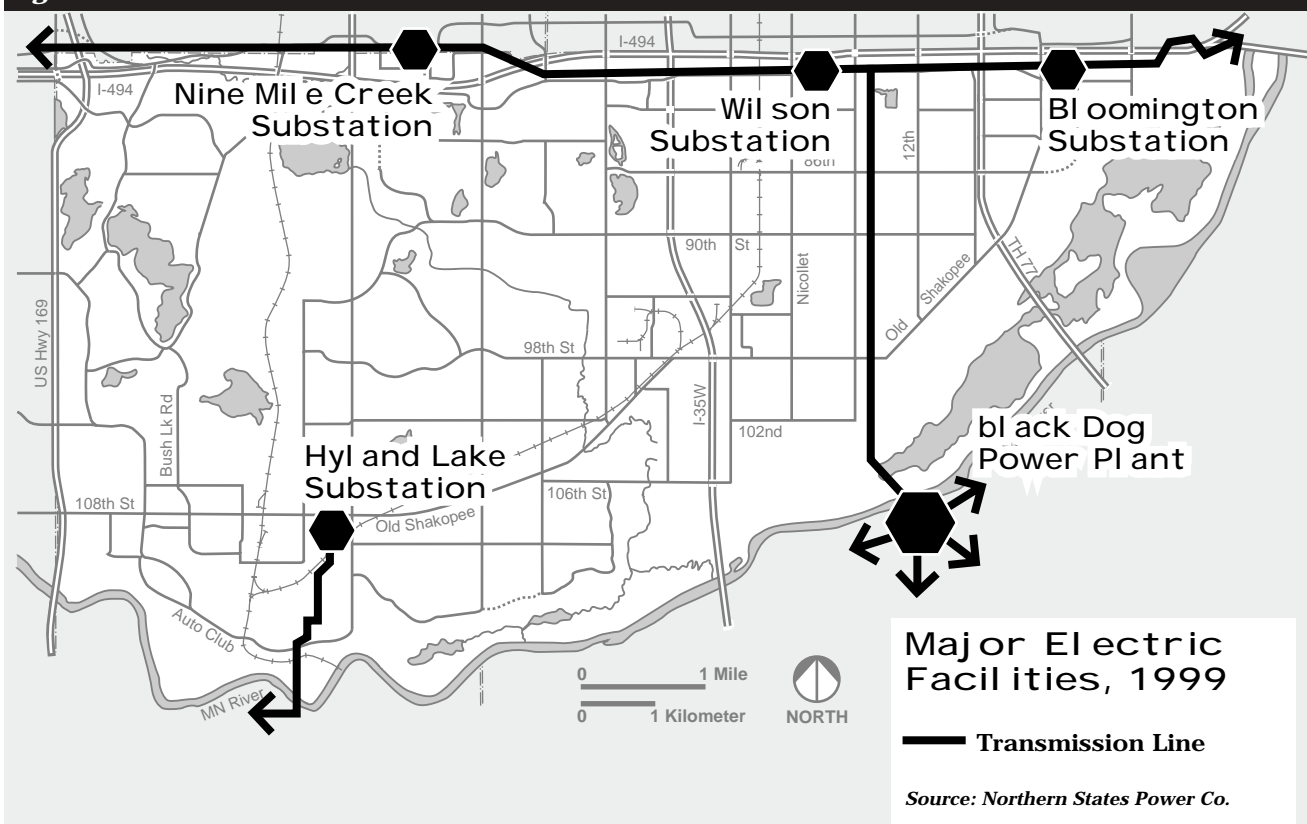 I-494
I-494
Nine Mile Creek
Substation
Wilson
Substation
Bloomington
Substation
86th
12th
90th St
Nicollet
Old Shakopee
TH 77
US Hwy 169
98th St
Bush Lk Rd
I-35W
102nd
black Dog
Power Plant
Hyland Lake
Substation
106th St
108th St
Old Shakopee
Auto Club
MN River
0 1 Mile
0 1 Kilometer
NORTH
Major Electric
Facilities, 1999
Transmission Line
Source: Northern States Power Co.